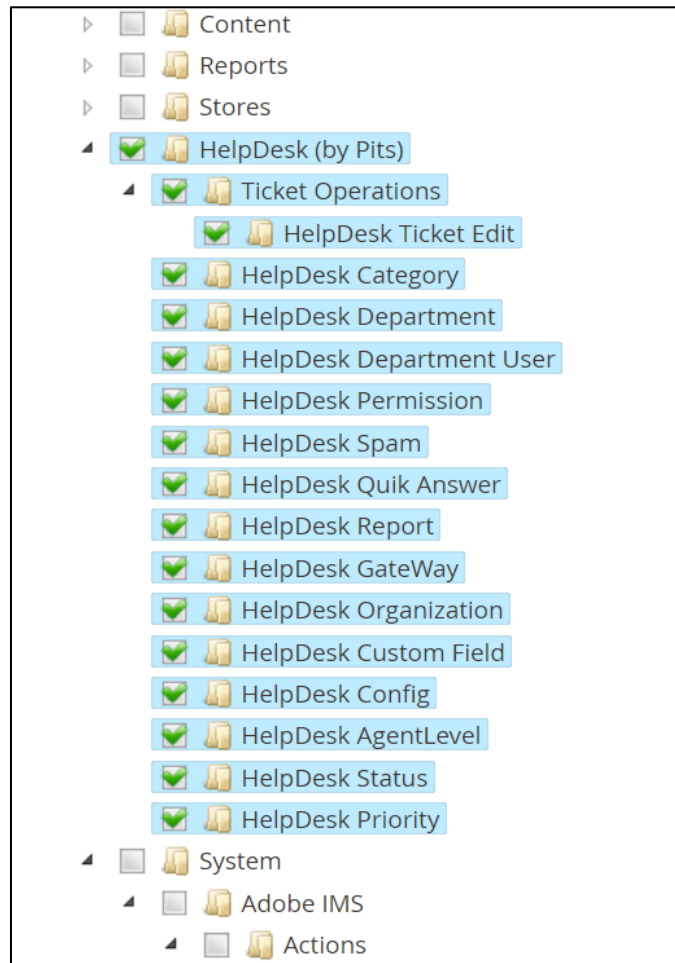 Content
Reports
Stores
HelpDesk (by Pits)
Ticket Operations
HelpDesk Ticket Edit
HelpDesk Category
HelpDesk Department
HelpDesk Department User
HelpDesk Permission
HelpDesk Spam
HelpDesk Quik Answer
HelpDesk Report
HelpDesk GateWay
HelpDesk Organization
HelpDesk Custom Field
HelpDesk Config
HelpDesk AgentLevel
HelpDesk Status
HelpDesk Priority
System
Adobe IMS
Actions